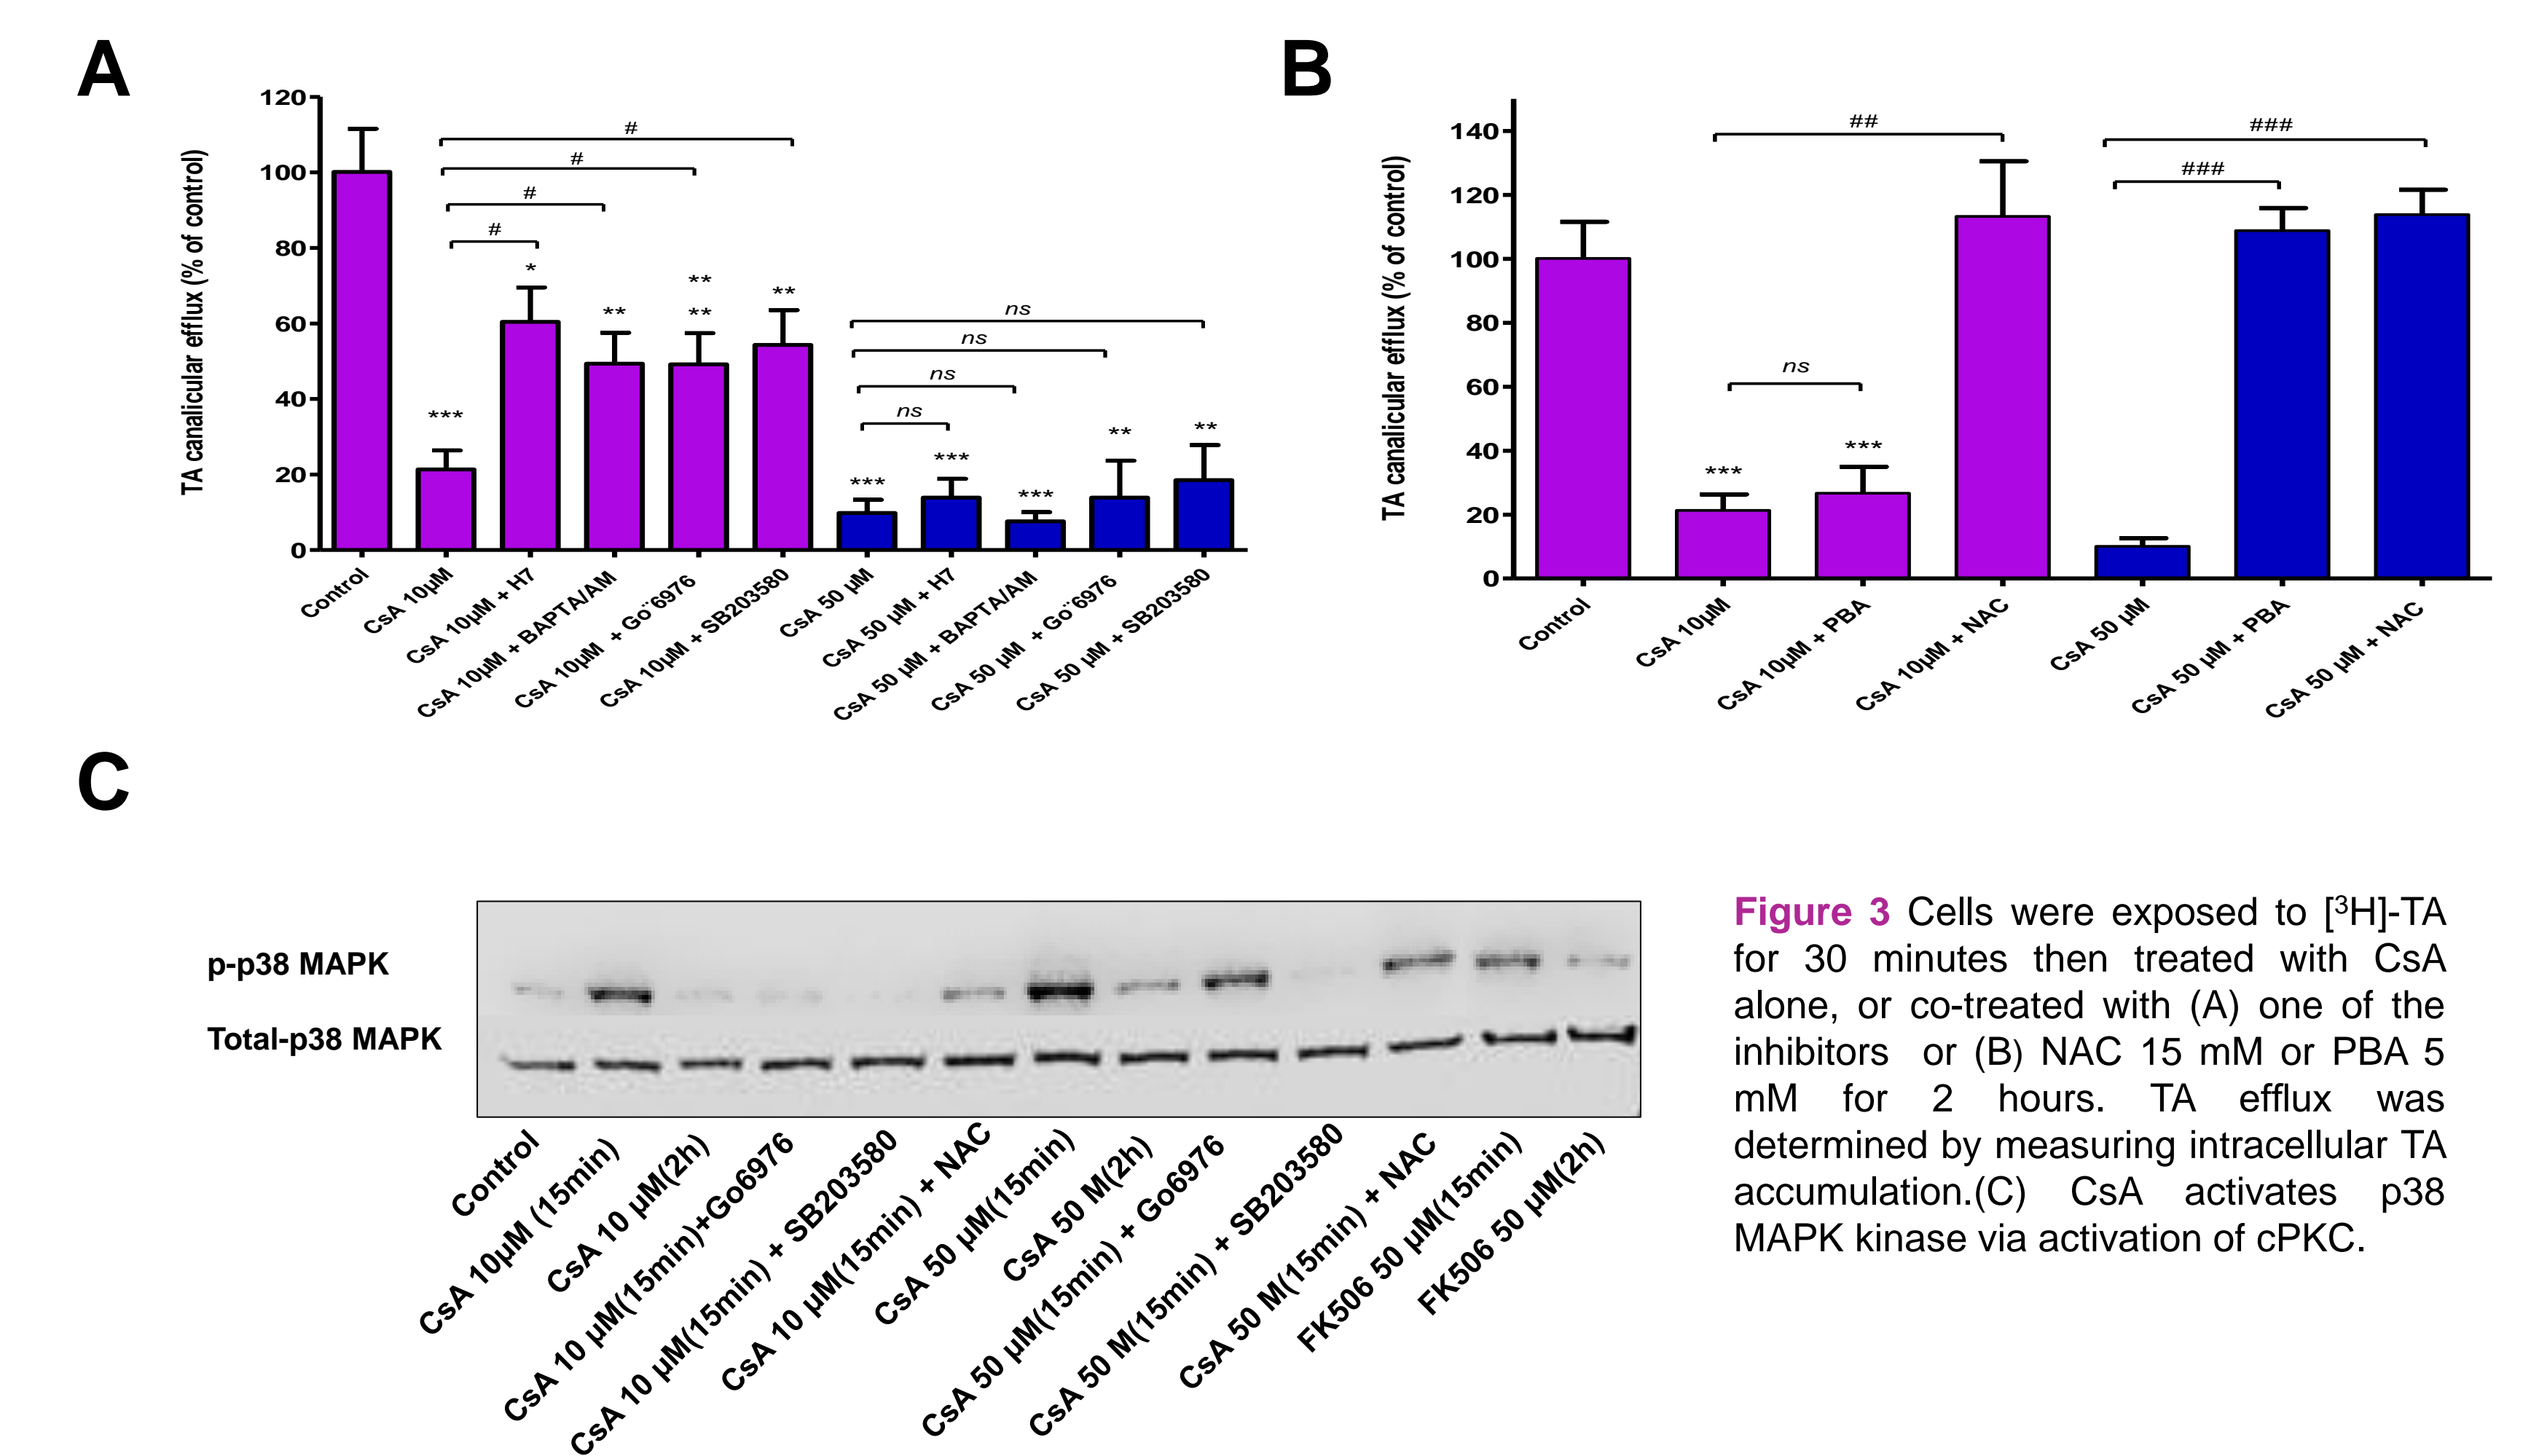 A
TA canalicular efflux (% of control)
120
100
80
60
40
20
0
#
#
#
#
***
*
**
**
**
**
ns
ns
ns
ns
***
***
***
**
**
Control
CsA 10µM
CsA 10µM + H7
CsA 10µM + BAPTA/AM
CsA 10µM + Go¨6976
CsA 10µM + SB203580
CsA 50 µM
CsA 50 µM + H7
CsA 50 µM + BAPTA/AM
CsA 50 µM + Go¨6976
CsA 50 µM + SB203580
B
TA canalicular efflux (% of control)
140
120
100
80
60
40
20
0
##
###
###
ns
***
***
Control
CsA 10µM
CsA 10µM + PBA
CsA 10µM + NAC
CsA 50 µM
CsA 50 µM + PBA
CsA 50 µM + NAC
C
p-p38 MAPK
Total-p38 MAPK
Control
CsA 10µM (15min)
CsA 10 µM(2h)
CsA 10 µM(15min)+Go6976
CsA 10 µM(15min) + SB203580
CsA 10 µM(15min) + NAC
CsA 50 µM(15min)
CsA 50 M(2h)
CsA 50 µM(15min) + Go6976
CsA 50 M(15min) + SB203580
CsA 50 M(15min) + NAC
FK506 50 µM(15min)
FK506 50 µM(2h)
Figure 3 Cells were exposed to [³H]-TA
for 30 minutes then treated with CsA
alone, or co-treated with (A) one of the
inhibitors or (B) NAC 15 mM or PBA 5
mM for 2 hours. TA efflux was
determined by measuring intracellular TA
accumulation.(C) CsA activates p38
MAPK kinase via activation of cPKC.